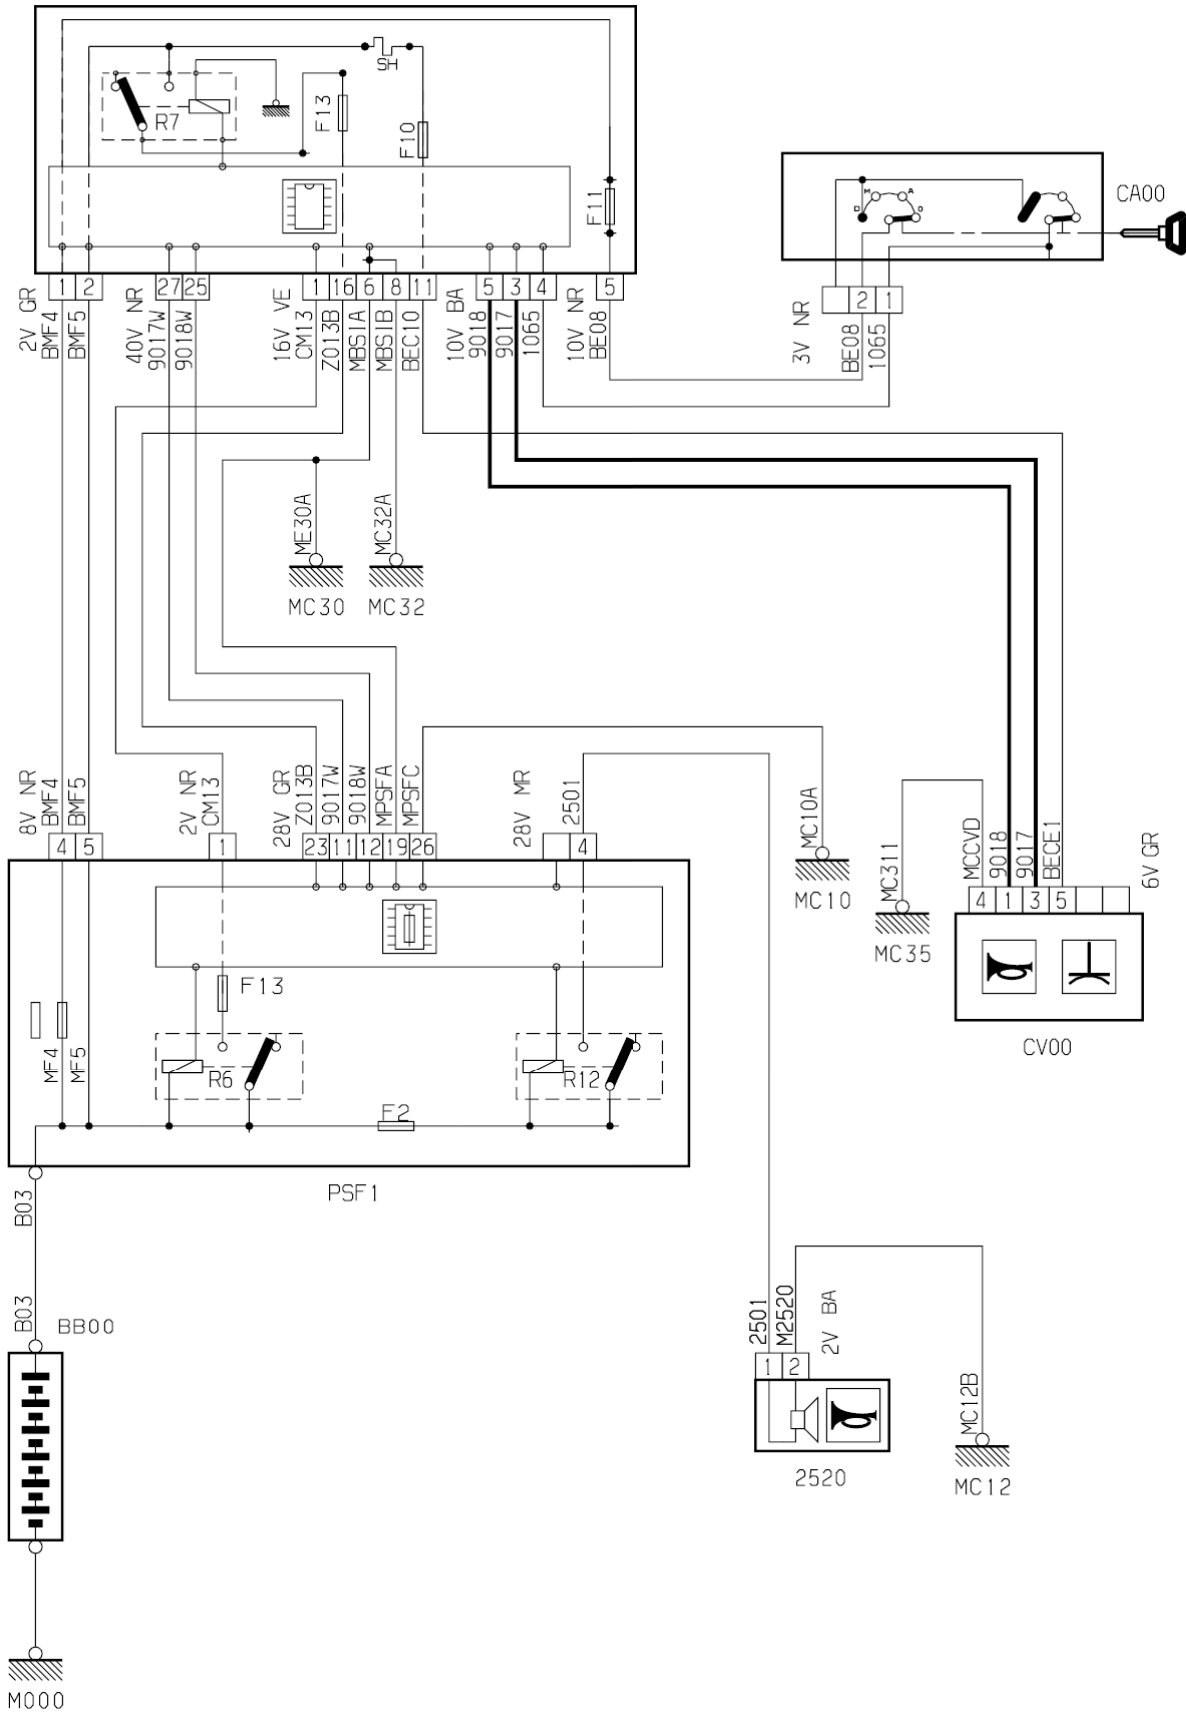 SH
R7
F13
F10
F11
M A
D O
CA00
1 2 27 25 1 16 6 8 11 5 3 4 5
2 1
2V GR
BMF4
BMF5
40V NR
9017W
9018W
16V VE
CM13
Z013B
MBSIA
MBSIB
BEC10
10V BA
9018
9017
1065
10V NR
BE08
3V NR
BE08
1065
ME30A
MC32A
MC30 MC32
8V NR
BMF4
BMF5
2V NR
CM13
28V GR
Z013B
9017W
9018W
MPSFA
MPSFC
28V MR
2501
MC10A
MC10
4 5 1 23 11 12 19 26 4
MC311
MC35
MCCVD
9018
9017
BECE1
6V GR
4 1 3 5
CV00
F13
MF4
MF5
R6
R12
F2
PSF1
B03
B03
BB00
2501
M2520
2V BA
1 2
2520
MC12B
MC12
M000